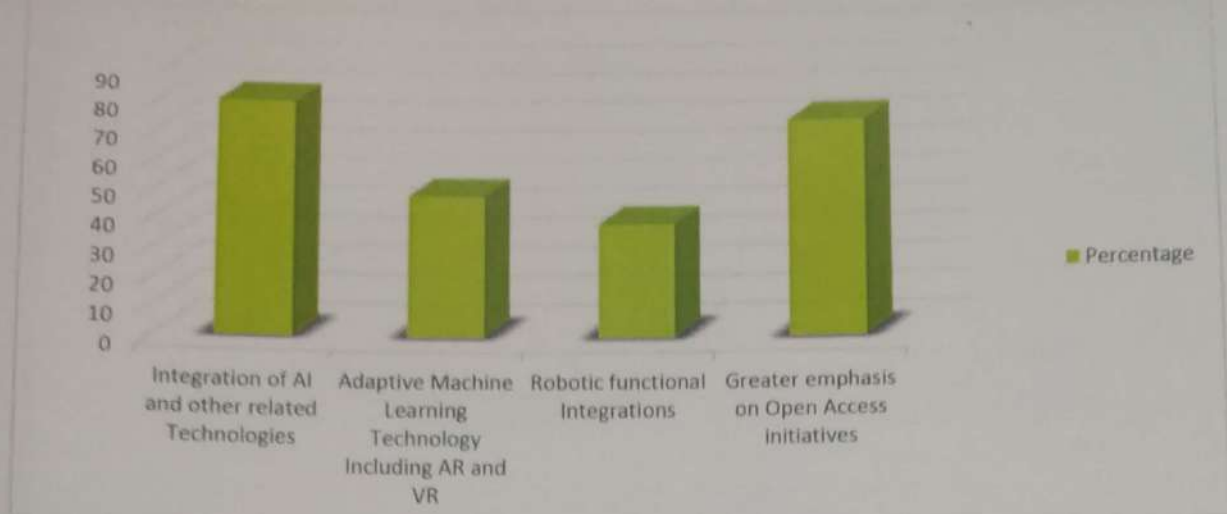 90
80
70
60
50
40
30
20
10
0
Percentage
Integration of AI
and other related
Technologies
Adaptive Machine
Learning
Technology
Including AR and
VR
Robotic functional
Integrations
Greater emphasis
on Open Access
initiatives